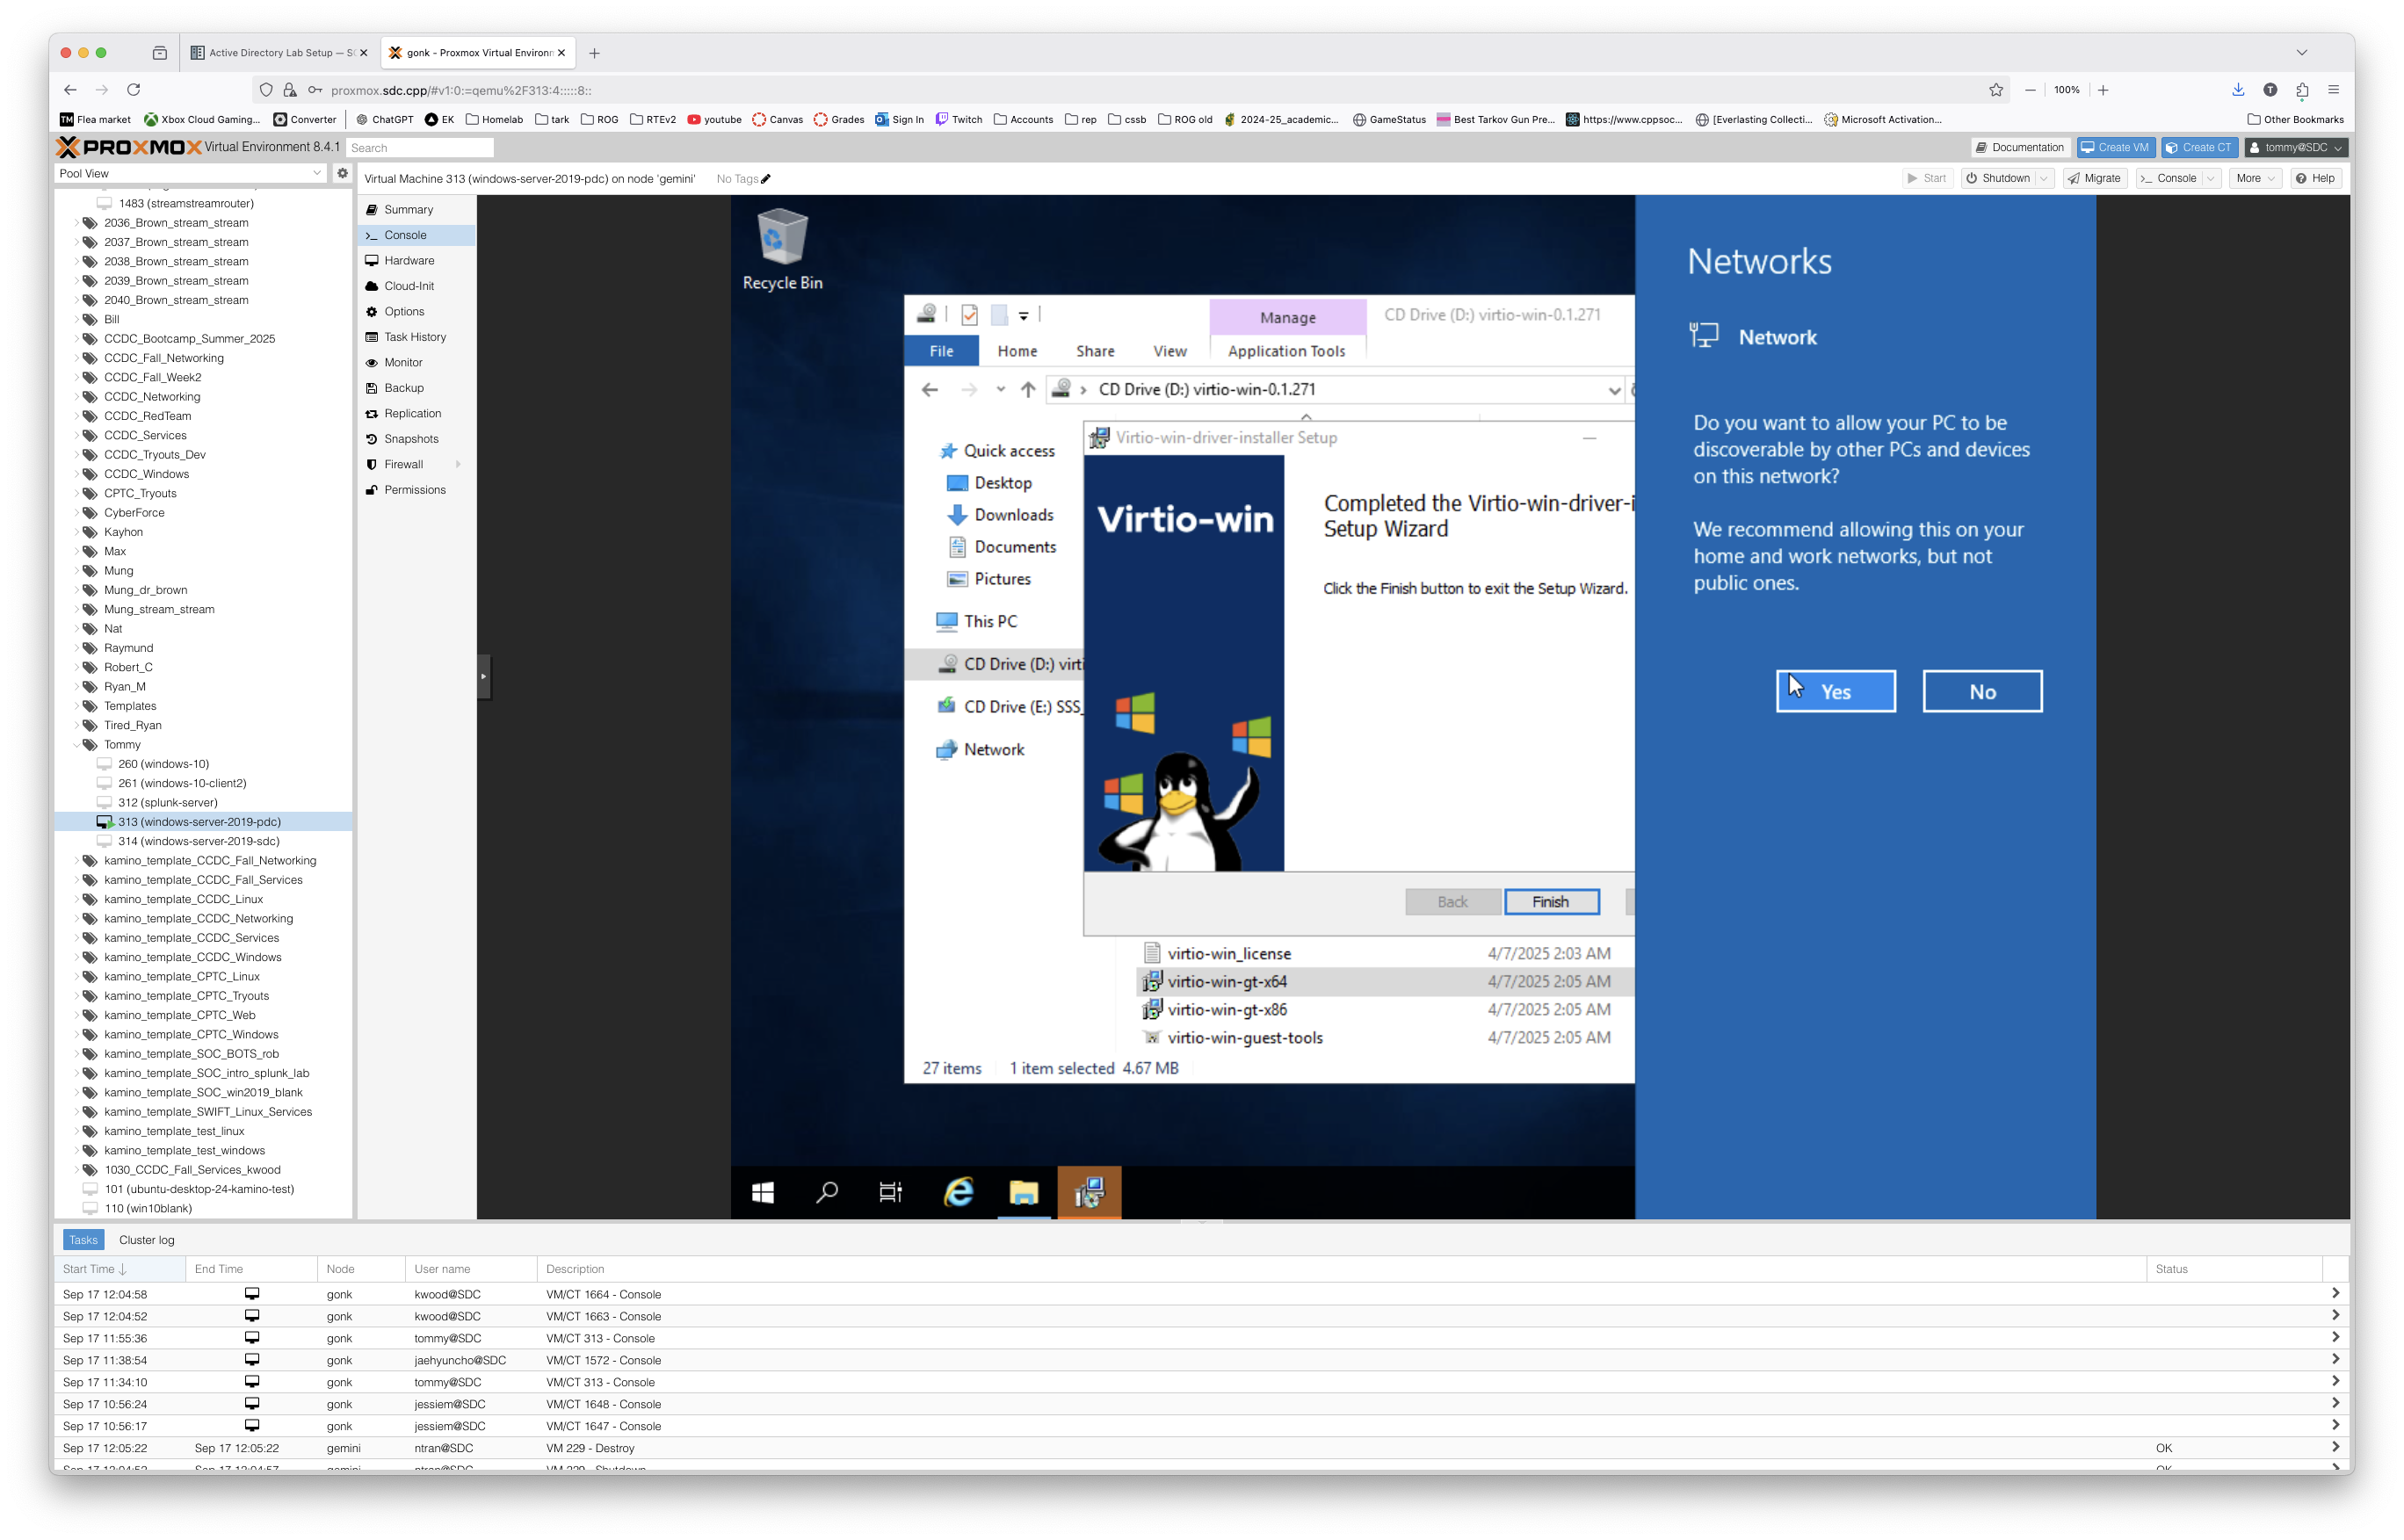 Active Directory Lab Setup — S
gonk - Proxmox Virtual Environ
proxmox.sdc.cpp/#v1:0:=qemu%2F313:4:::::8::
100%
T
TM Flea market
Xbox Cloud Gaming...
Converter
ChatGPT
EK
Homelab
tark
ROG
RTEv2
youtube
Canvas
Grades
Sign In
Twitch
Accounts
rep
cssb
ROG old
2024-25_academic...
GameStatus
Best Tarkov Gun Pre...
https://www.cppsoc...
[Everlasting Collecti...
Microsoft Activation...
Other Bookmarks
PROXMOX Virtual Environment 8.4.1
Search
Documentation
Create VM
Create CT
tommy@SDC
Pool View
Virtual Machine 313 (windows-server-2019-pdc) on node 'gemini'
No Tags
Start
Shutdown
Migrate
Console
More
Help
1483 (streamstreamrouter)
2036_Brown_stream_stream
2037_Brown_stream_stream
2038_Brown_stream_stream
2039_Brown_stream_stream
2040_Brown_stream_stream
Bill
CCDC_Bootcamp_Summer_2025
CCDC_Fall_Networking
CCDC_Fall_Week2
CCDC_Networking
CCDC_RedTeam
CCDC_Services
CCDC_Tryouts_Dev
CCDC_Windows
CPTC_Tryouts
CyberForce
Kayhon
Max
Mung
Mung_dr_brown
Mung_stream_stream
Nat
Raymund
Robert_C
Ryan_M
Templates
Tired_Ryan
Tommy
260 (windows-10)
261 (windows-10-client2)
312 (splunk-server)
313 (windows-server-2019-pdc)
314 (windows-server-2019-sdc)
kamino_template_CCDC_Fall_Networking
kamino_template_CCDC_Fall_Services
kamino_template_CCDC_Linux
kamino_template_CCDC_Networking
kamino_template_CCDC_Services
kamino_template_CCDC_Windows
kamino_template_CPTC_Linux
kamino_template_CPTC_Tryouts
kamino_template_CPTC_Web
kamino_template_CPTC_Windows
kamino_template_SOC_BOTS_rob
kamino_template_SOC_intro_splunk_lab
kamino_template_SOC_win2019_blank
kamino_template_SWIFT_Linux_Services
kamino_template_test_linux
kamino_template_test_windows
1030_CCDC_Fall_Services_kwood
101 (ubuntu-desktop-24-kamino-test)
110 (win10blank)
Summary
Console
Hardware
Cloud-Init
Options
Task History
Monitor
Backup
Replication
Snapshots
Firewall
Permissions
Recycle Bin
Manage
CD Drive (D:) virtio-win-0.1.271
File
Home
Share
View
Application Tools
CD Drive (D:) virtio-win-0.1.271
Quick access
Desktop
Downloads
Documents
Pictures
This PC
CD Drive (D:) virti
CD Drive (E:) SSS_
Network
Virtio-win-driver-installer Setup
Virtio-win
Completed the Virtio-win-driver-i
Setup Wizard
Click the Finish button to exit the Setup Wizard.
Back
Finish
virtio-win_license 4/7/2025 2:03 AM
virtio-win-gt-x64 4/7/2025 2:05 AM
virtio-win-gt-x86 4/7/2025 2:05 AM
virtio-win-guest-tools 4/7/2025 2:05 AM
27 items
1 item selected 4.67 MB
Networks
Network
Do you want to allow your PC to be
discoverable by other PCs and devices
on this network?
We recommend allowing this on your
home and work networks, but not
public ones.
Yes
No
Tasks
Cluster log
Start Time End Time Node User name Description Status
Sep 17 12:04:58 gonk kwood@SDC VM/CT 1664 - Console
Sep 17 12:04:52 gonk kwood@SDC VM/CT 1663 - Console
Sep 17 11:55:36 gonk tommy@SDC VM/CT 313 - Console
Sep 17 11:38:54 gonk jaehyuncho@SDC VM/CT 1572 - Console
Sep 17 11:34:10 gonk tommy@SDC VM/CT 313 - Console
Sep 17 10:56:24 gonk jessiem@SDC VM/CT 1648 - Console
Sep 17 10:56:17 gonk jessiem@SDC VM/CT 1647 - Console
Sep 17 12:05:22 Sep 17 12:05:22 gemini ntran@SDC VM 229 - Destroy OK
Sep 17 12:04:52 Sep 17 12:04:57 gemini ntran@SDC VM 229 - Shutdown OK